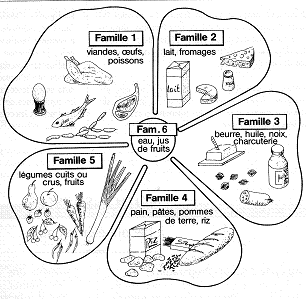 Famille 1
viandes, œufs,
poissons
Famille 2
lait, fromages
lait
Famille 3
beurre, huile, noix,
charcuterie
Famille 4
pain, pâtes, pommes
de terre, riz
Famille 5
légumes cuits ou
crus, fruits
Fam. 6
eau, jus
de fruits